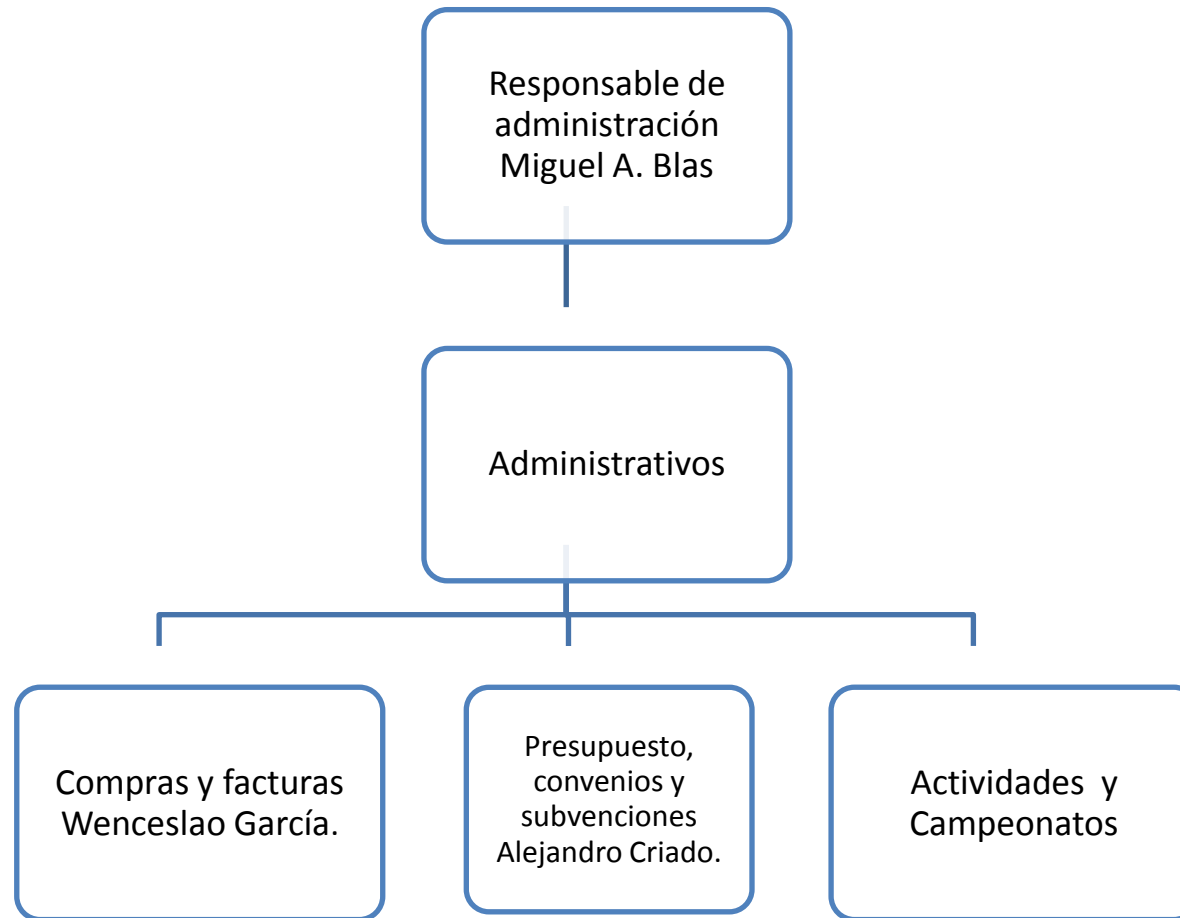 Responsable de
administración
Miguel A. Blas
Administrativos
Compras y facturas
Wenceslao García.
Presupuesto,
convenios y
subvenciones
Alejandro Criado.
Actividades y
Campeonatos